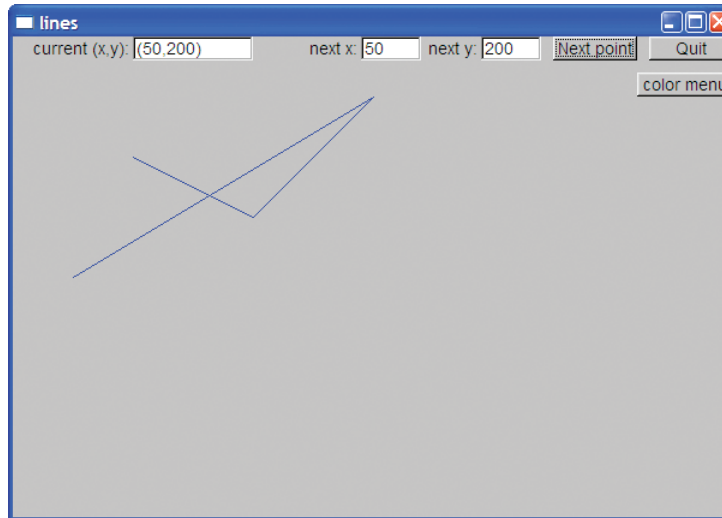 lines
current (x,y): (50,200) next x: 50 next y: 200 Next point Quit
color menu